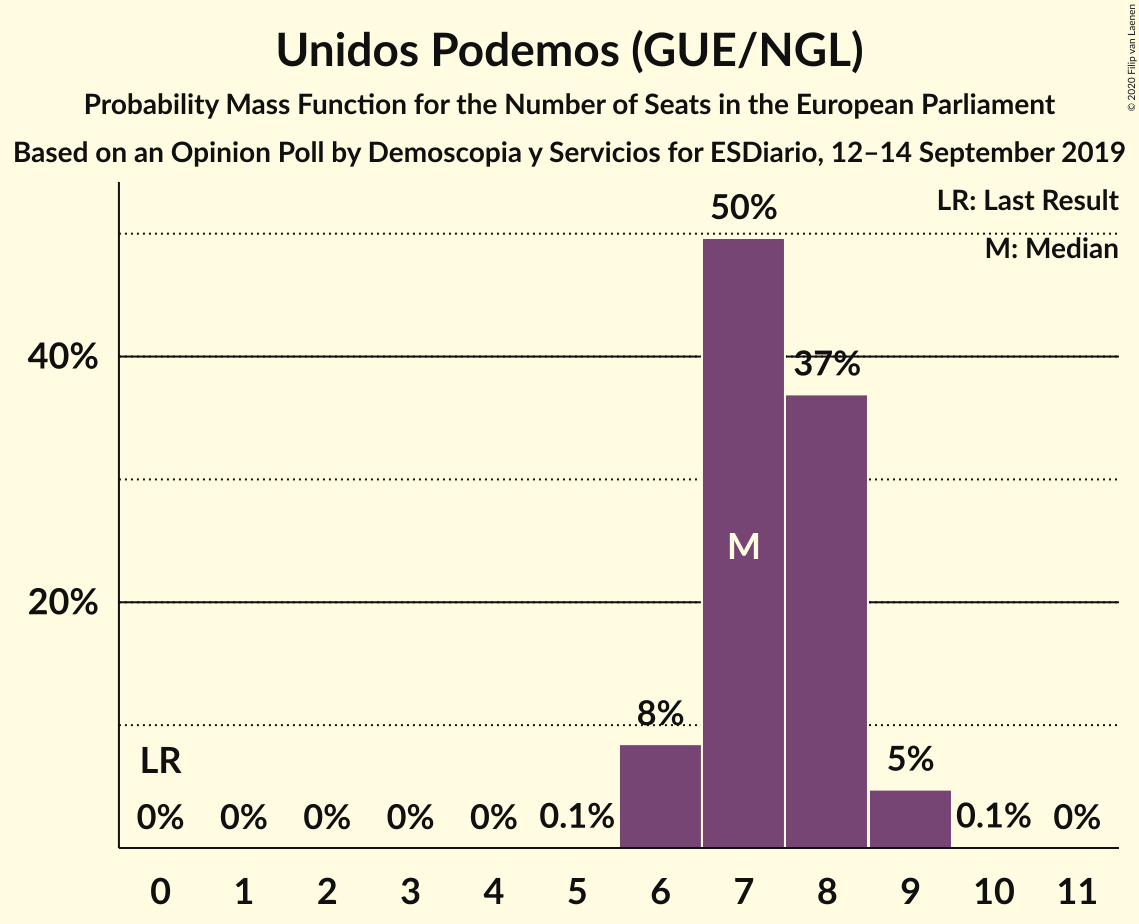 Unidos Podemos (GUE/NGL)
Probability Mass Function for the Number of Seats in the European Parliament
Based on an Opinion Poll by Demoscopia y Servicios for ESDiario, 12–14 September 2019
© 2020 Filip van Laenen
LR: Last Result
M: Median
50%
40%
37%
M
20%
8%
LR
5%
0% 0% 0% 0% 0% 0.1% 0.1% 0%
0 1 2 3 4 5 6 7 8 9 10 11